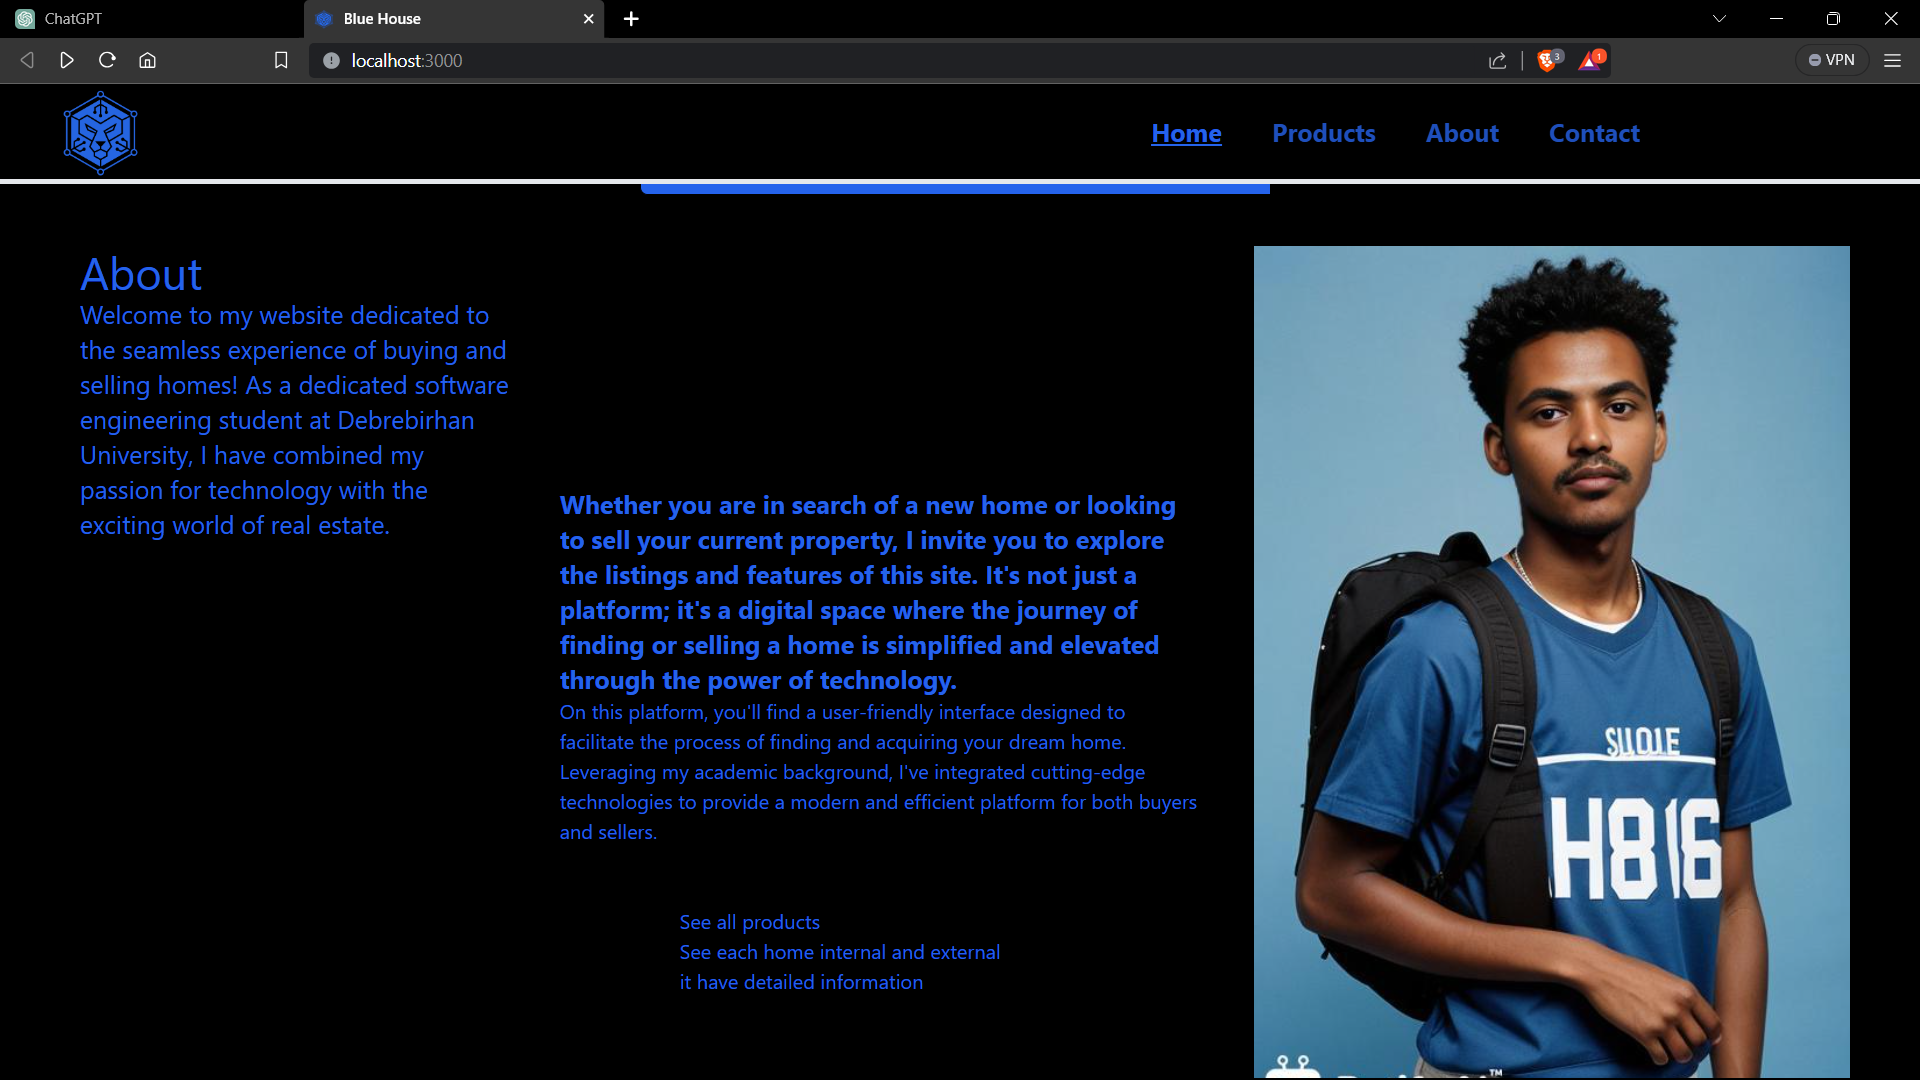 ChatGPT
Blue House
localhost:3000
3
1
VPN
Home Products About Contact
About
Welcome to my website dedicated to
the seamless experience of buying and
selling homes! As a dedicated software
engineering student at Debrebirhan
University, I have combined my
passion for technology with the
exciting world of real estate.
Whether you are in search of a new home or looking
to sell your current property, I invite you to explore
the listings and features of this site. It's not just a
platform; it's a digital space where the journey of
finding or selling a home is simplified and elevated
through the power of technology.
On this platform, you'll find a user-friendly interface designed to
facilitate the process of finding and acquiring your dream home.
Leveraging my academic background, I've integrated cutting-edge
technologies to provide a modern and efficient platform for both buyers
and sellers.
See all products
See each home internal and external
it have detailed information